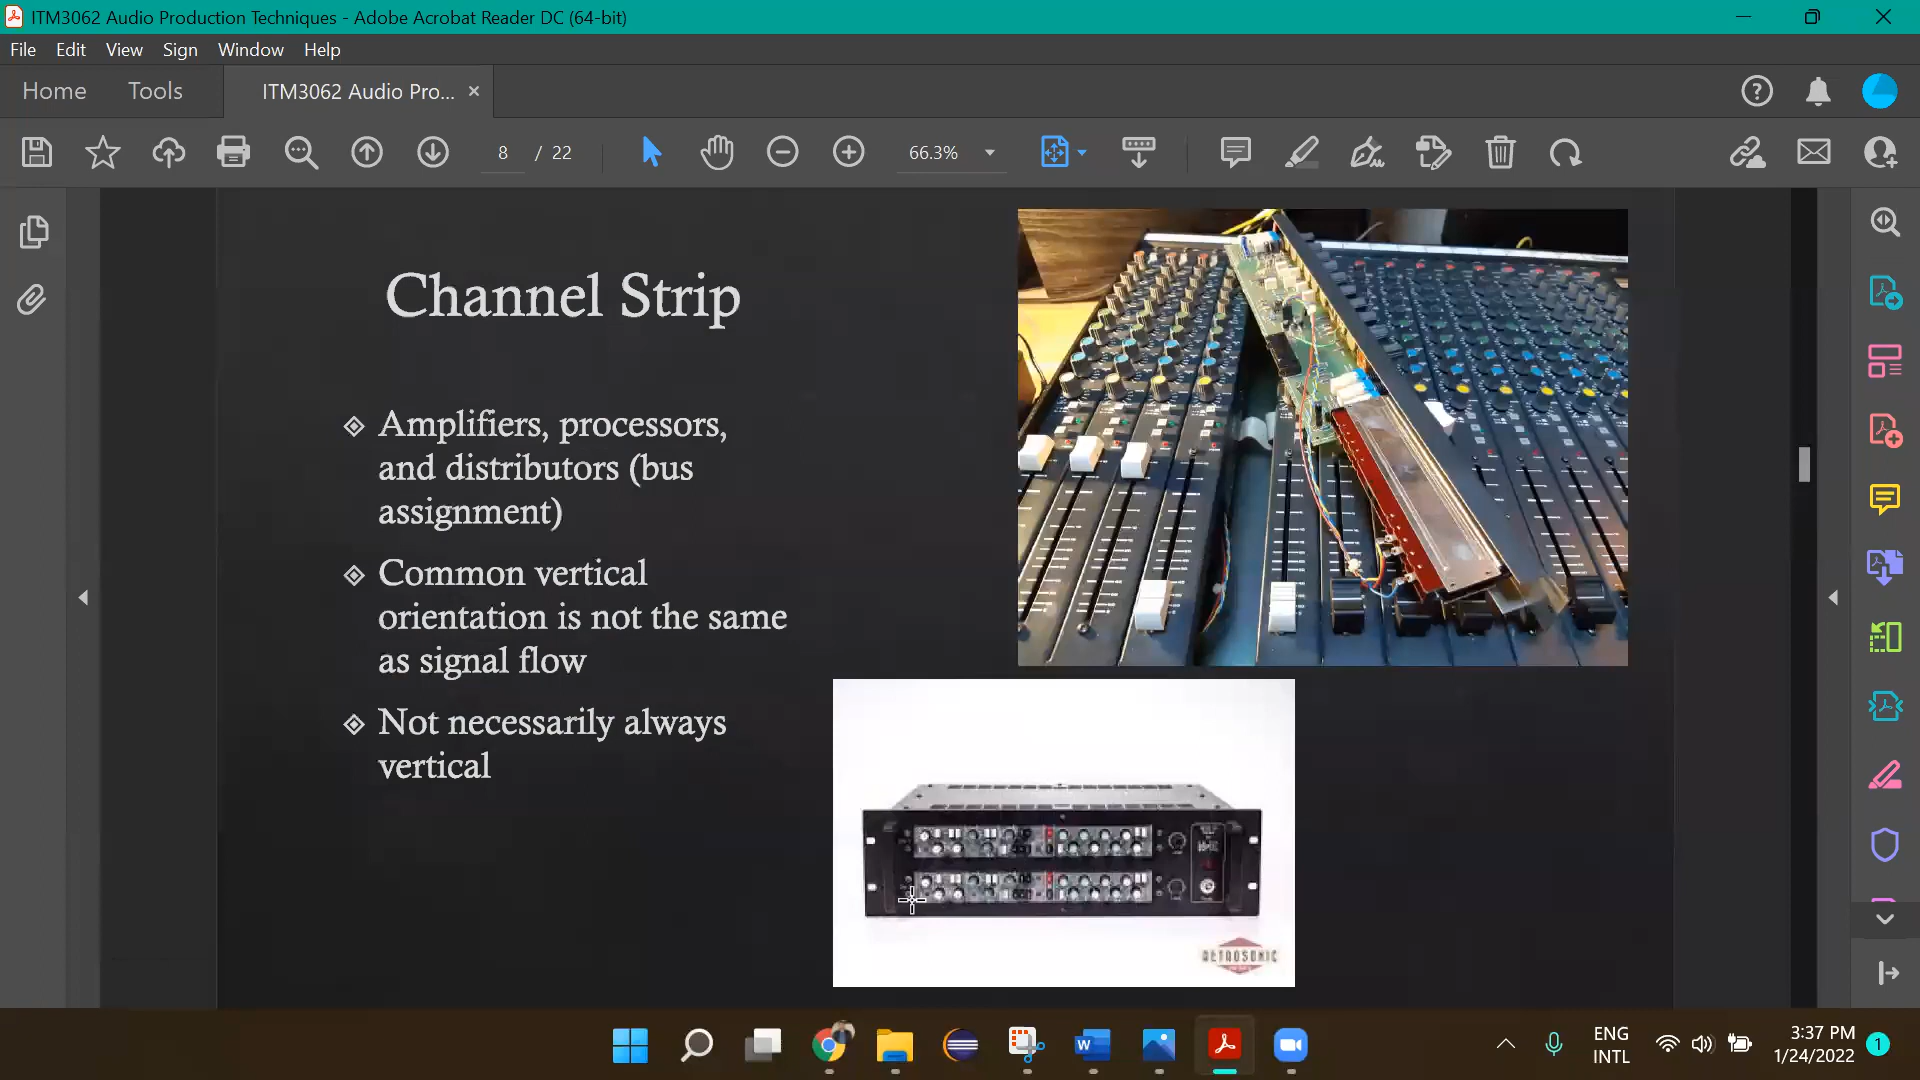 ITM3062 Audio Production Techniques - Adobe Acrobat Reader DC (64-bit)
File Edit View Sign Window Help
Home Tools ITM3062 Audio Pro... ×
8 / 22 66.3%
Channel Strip
Amplifiers, processors,
and distributors (bus
assignment)
Common vertical
orientation is not the same
as signal flow
Not necessarily always
vertical
RETROSONIC
ENG
INTL
3:37 PM
1/24/2022
1